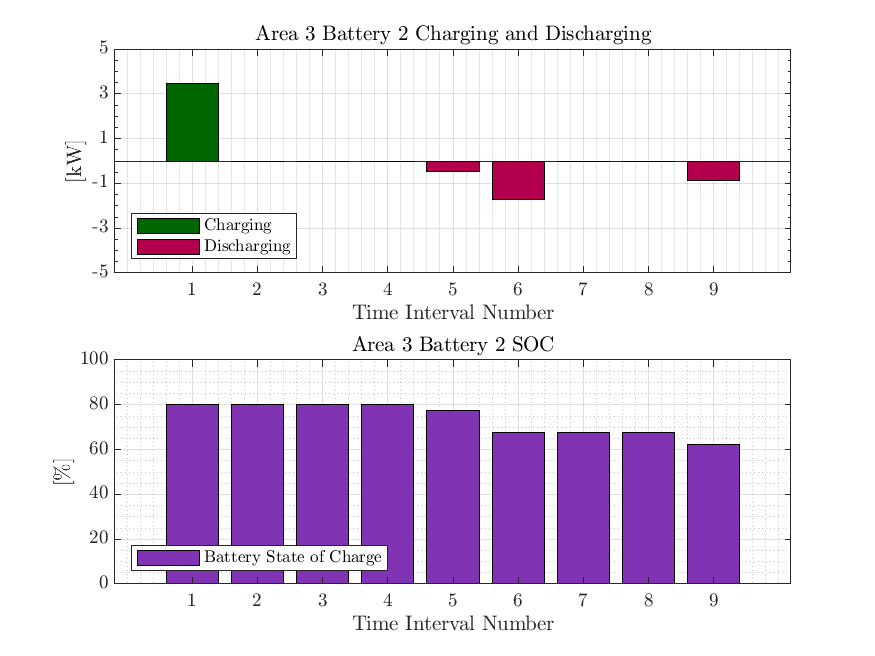 Area 3 Battery 2 Charging and Discharging
5
3
1
-1
-3
-5
[kW]
Charging
Discharging
1 2 3 4 5 6 7 8 9
Time Interval Number
Area 3 Battery 2 SOC
100
80
60
40
20
0
[%]
Battery State of Charge
1 2 3 4 5 6 7 8 9
Time Interval Number